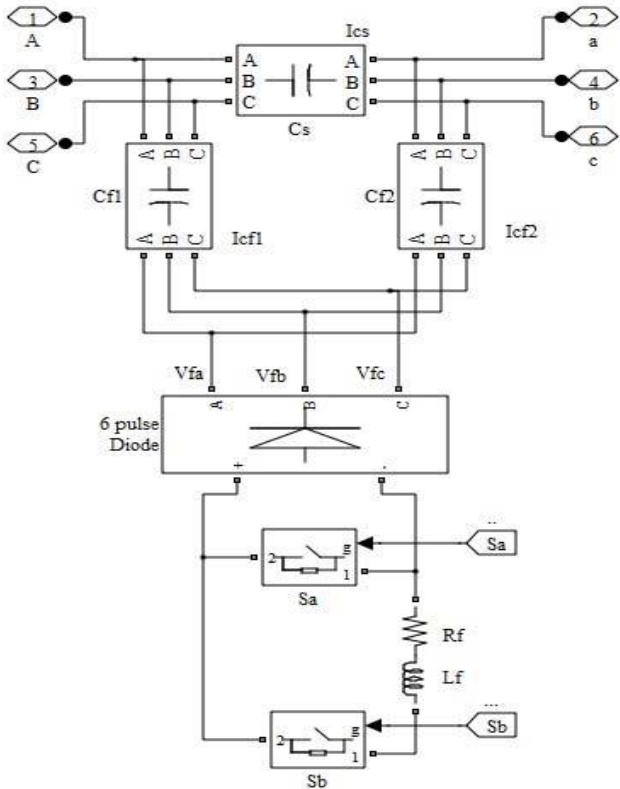 1 Ics 2
A A A a
3 B B 4
B C C b
5 Cs 6
C c
A B C A B C
Cf1 Cf2
A B C A B C
Icf1 Icf2
Vfa Vfb Vfc
A B C
6 pulse
Diode
+ -
..
2 g 1 Sa
Sa
Rf
Lf
...
2 g 1 Sb
Sb